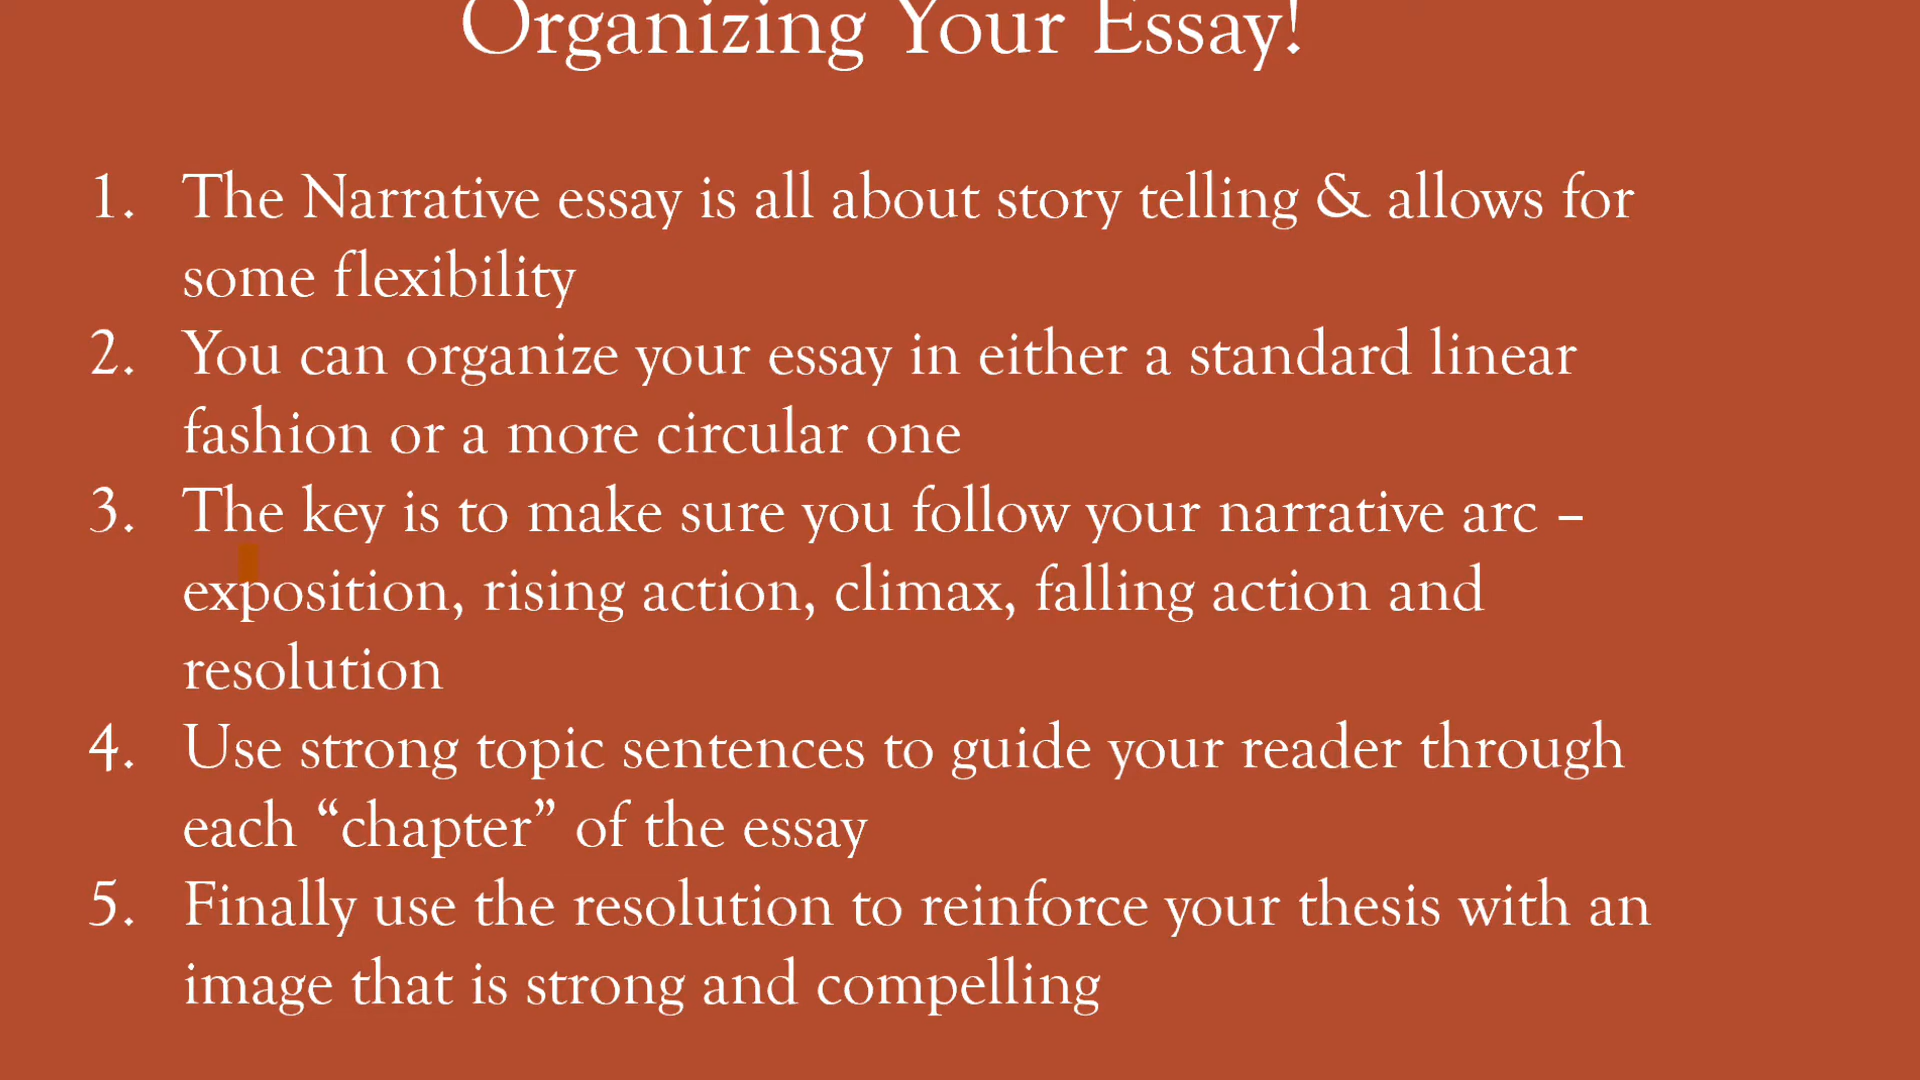 Organizing Your Essay!
1. The Narrative essay is all about story telling & allows for
some flexibility
2. You can organize your essay in either a standard linear
fashion or a more circular one
3. The key is to make sure you follow your narrative arc –
exposition, rising action, climax, falling action and
resolution
4. Use strong topic sentences to guide your reader through
each “chapter” of the essay
5. Finally use the resolution to reinforce your thesis with an
image that is strong and compelling